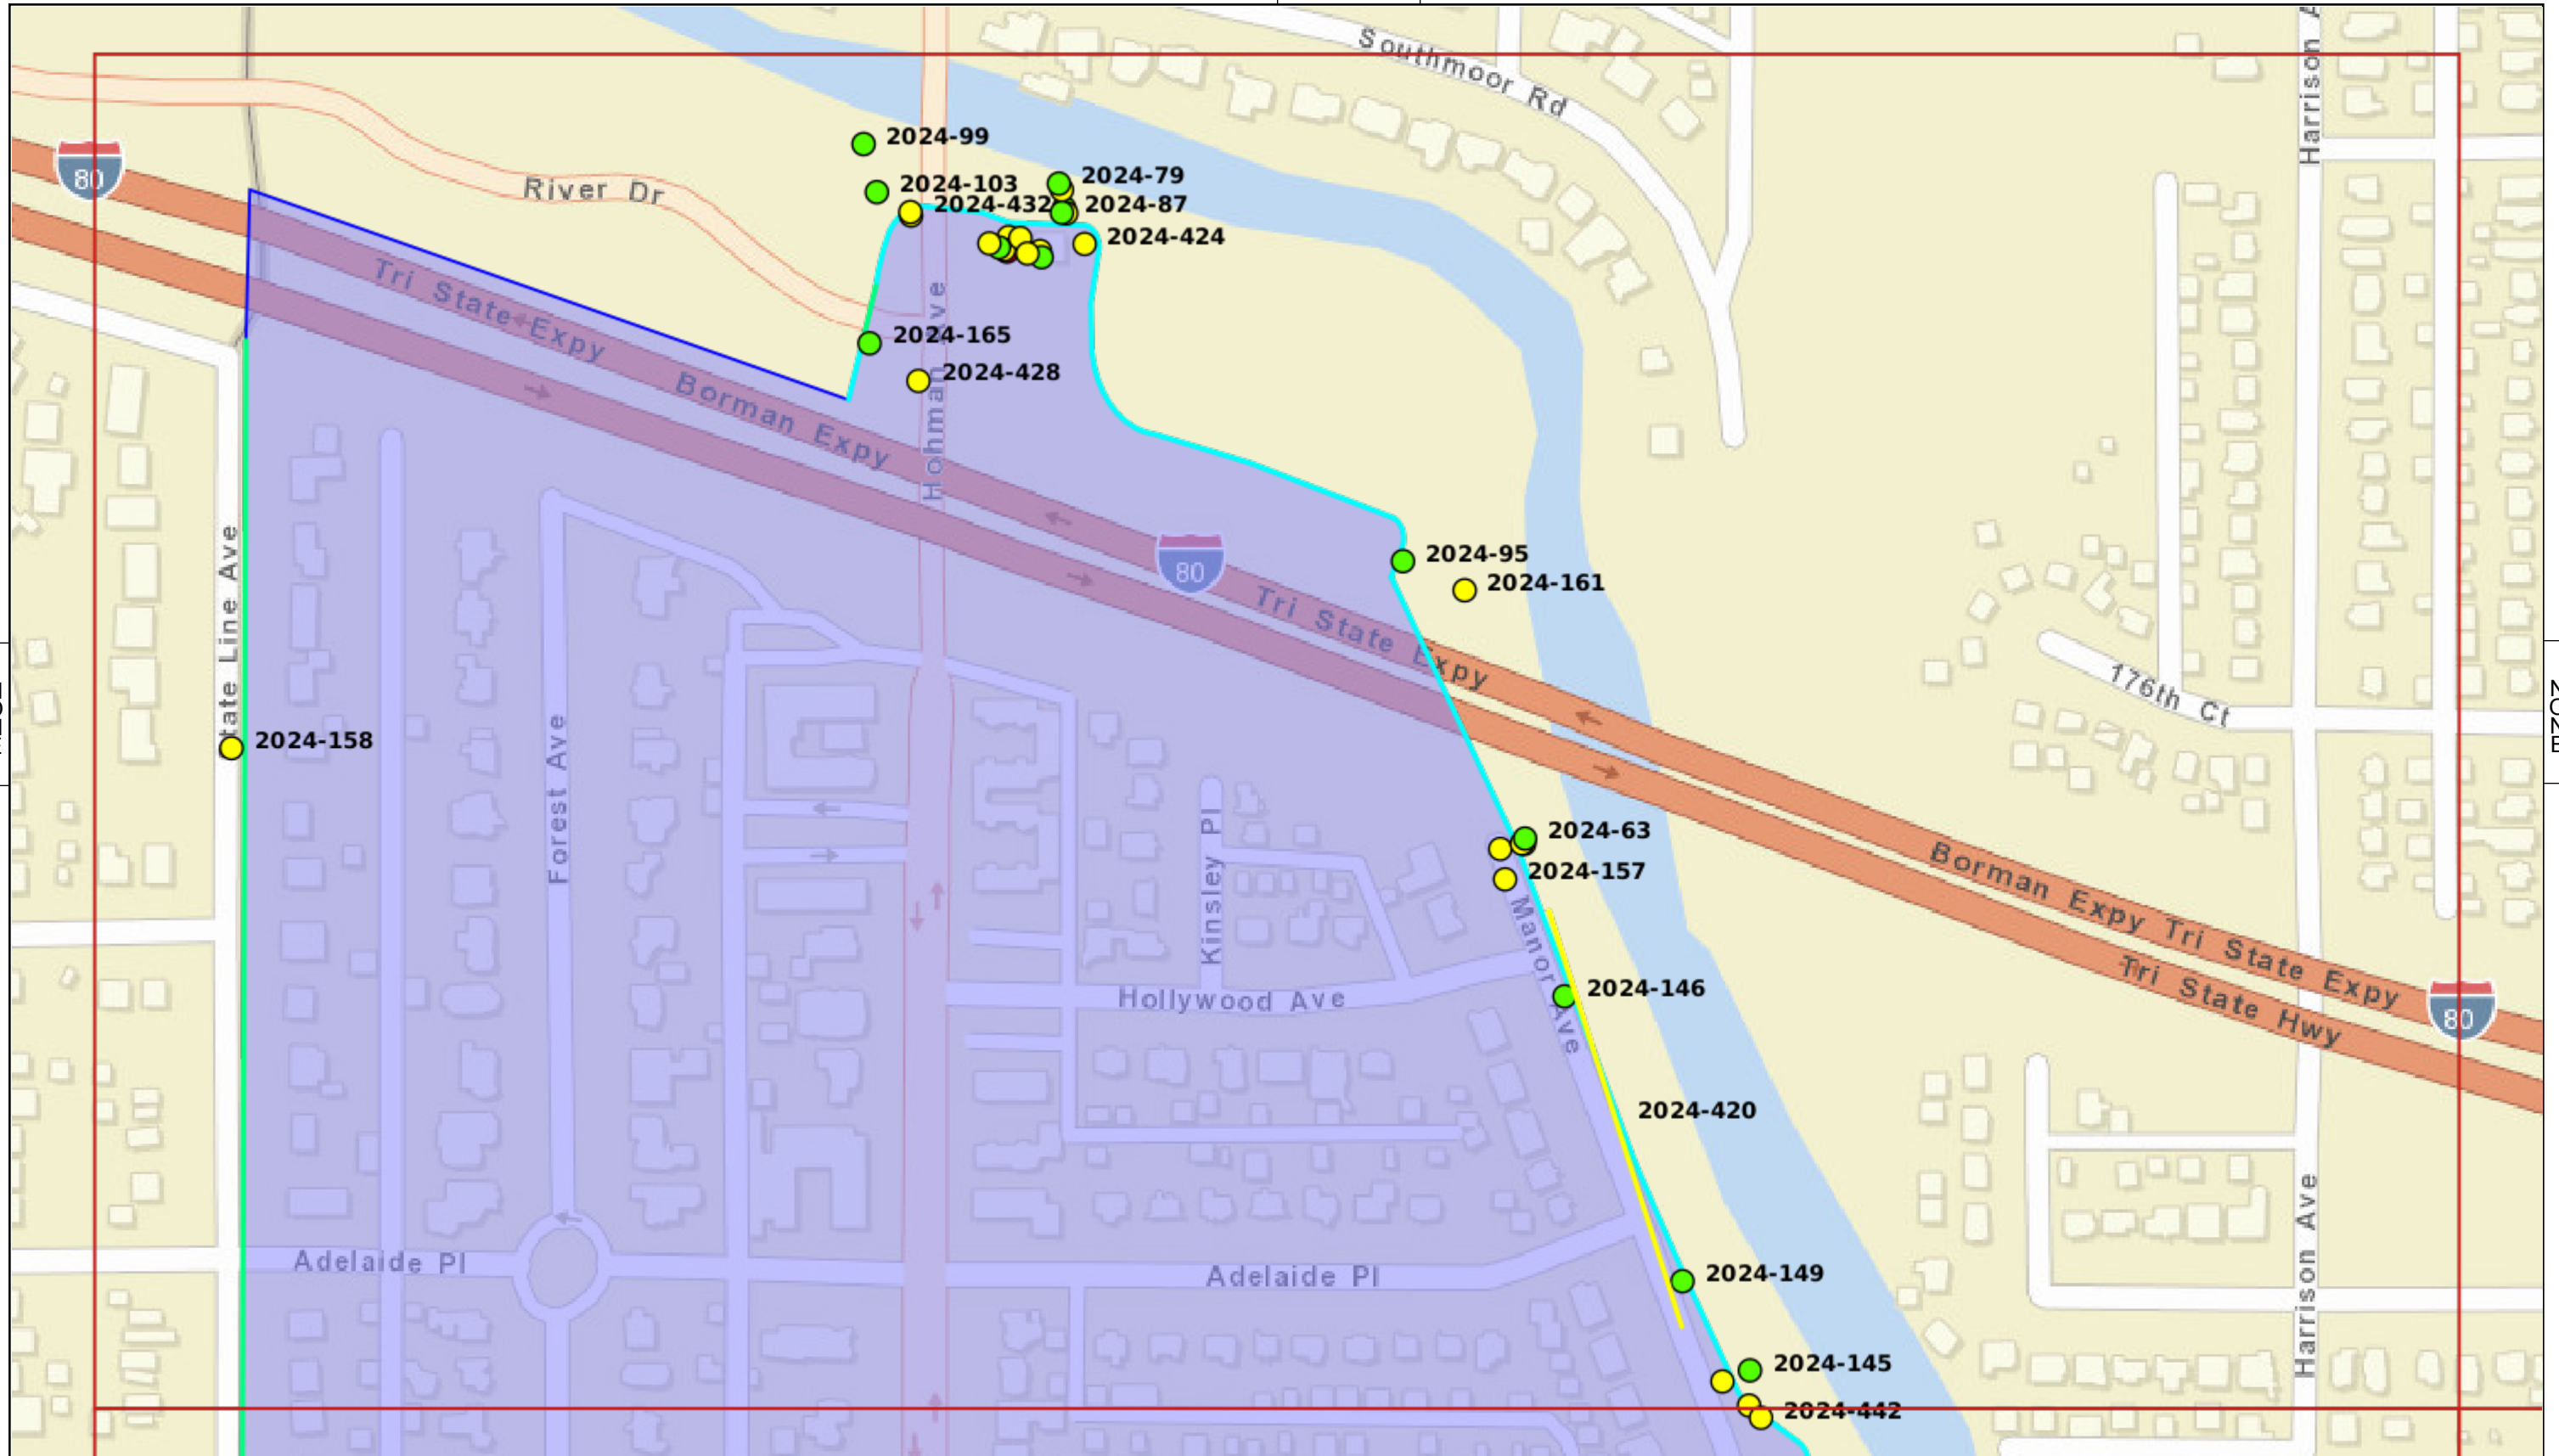 Southmoor Rd
Harrison A
2024-99
80
2024-79
River Dr
2024-103
2024-432
2024-87
2024-424
Tri State Expy
2024-165
Hohman Ave
2024-428
Borman Expy
2024-95
80
2024-161
Tri State Expy
State Line Ave
176th Ct
2024-158
Forest Ave
2024-63
Kinsley Pl
2024-157
Borman Expy Tri State Expy
Manor Ave
2024-146
Hollywood Ave
Tri State Hwy
80
2024-420
Adelaide Pl
Adelaide Pl
2024-149
Harrison Ave
2024-145
2024-442